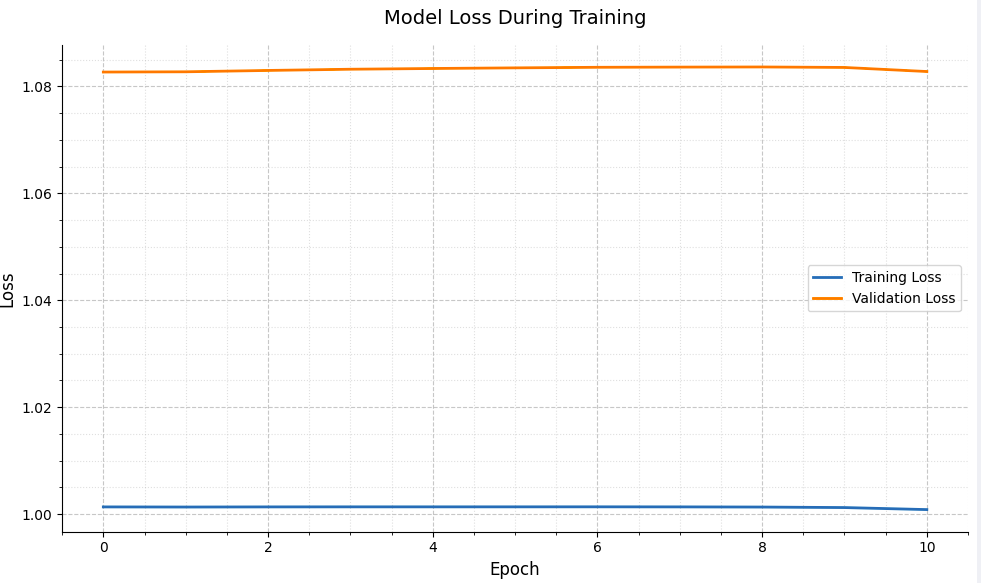 Model Loss During Training
1.08
1.06
1.04
1.02
1.00
Loss
Training Loss
Validation Loss
0 2 4 6 8 10
Epoch